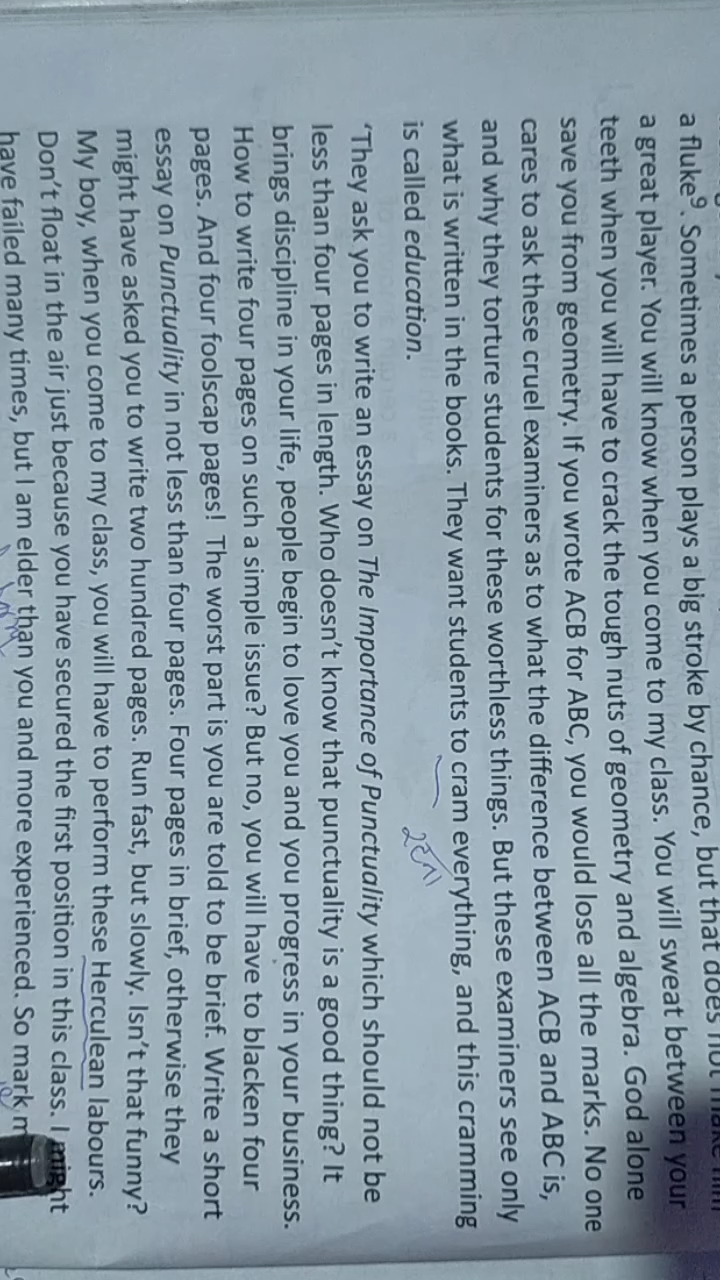 a fluke⁹. Sometimes a person plays a big stroke by chance, but that does not make him
a great player. You will know when you come to my class. You will sweat between your
teeth when you will have to crack the tough nuts of geometry and algebra. God alone
save you from geometry. If you wrote ACB for ABC, you would lose all the marks. No one
cares to ask these cruel examiners as to what the difference between ACB and ABC is,
and why they torture students for these worthless things. But these examiners see only
what is written in the books. They want students to cram everything, and this cramming
is called education.
रटना
‘They ask you to write an essay on The Importance of Punctuality which should not be
less than four pages in length. Who doesn’t know that punctuality is a good thing? It
brings discipline in your life, people begin to love you and you progress in your business.
How to write four pages on such a simple issue? But no, you will have to blacken four
pages. And four foolscap pages! The worst part is you are told to be brief. Write a short
essay on Punctuality in not less than four pages. Four pages in brief, otherwise they
might have asked you to write two hundred pages. Run fast, but slowly. Isn’t that funny?
My boy, when you come to my class, you will have to perform these Herculean labours.
Don’t float in the air just because you have secured the first position in this class. I might
have failed many times, but I am elder than you and more experienced. So mark